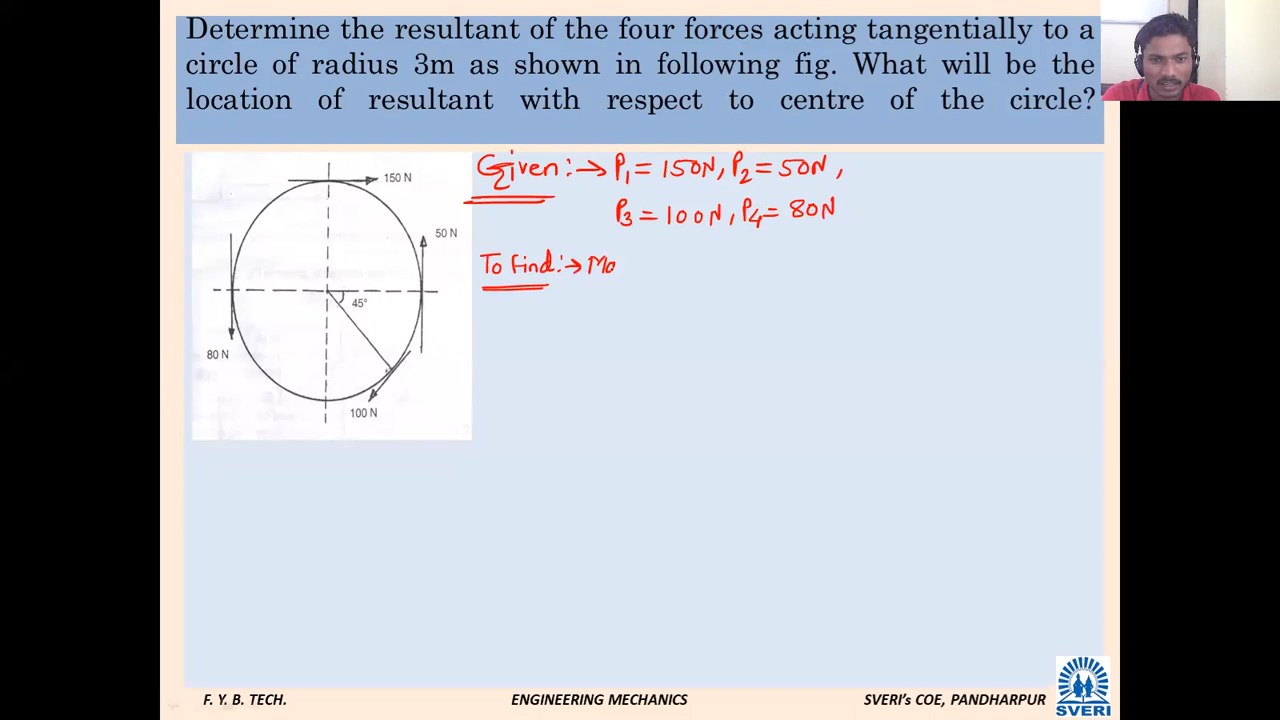 Determine the resultant of the four forces acting tangentially to a
circle of radius 3m as shown in following fig. What will be the
location of resultant with respect to centre of the circle?
Given:→ P1 = 150N, P2 = 50N,
P3 = 100N, P4 = 80N
To find:→ Ma
150 N
50 N
45°
80 N
100 N
F. Y. B. TECH.
ENGINEERING MECHANICS
SVERI's COE, PANDHARPUR
SVERI